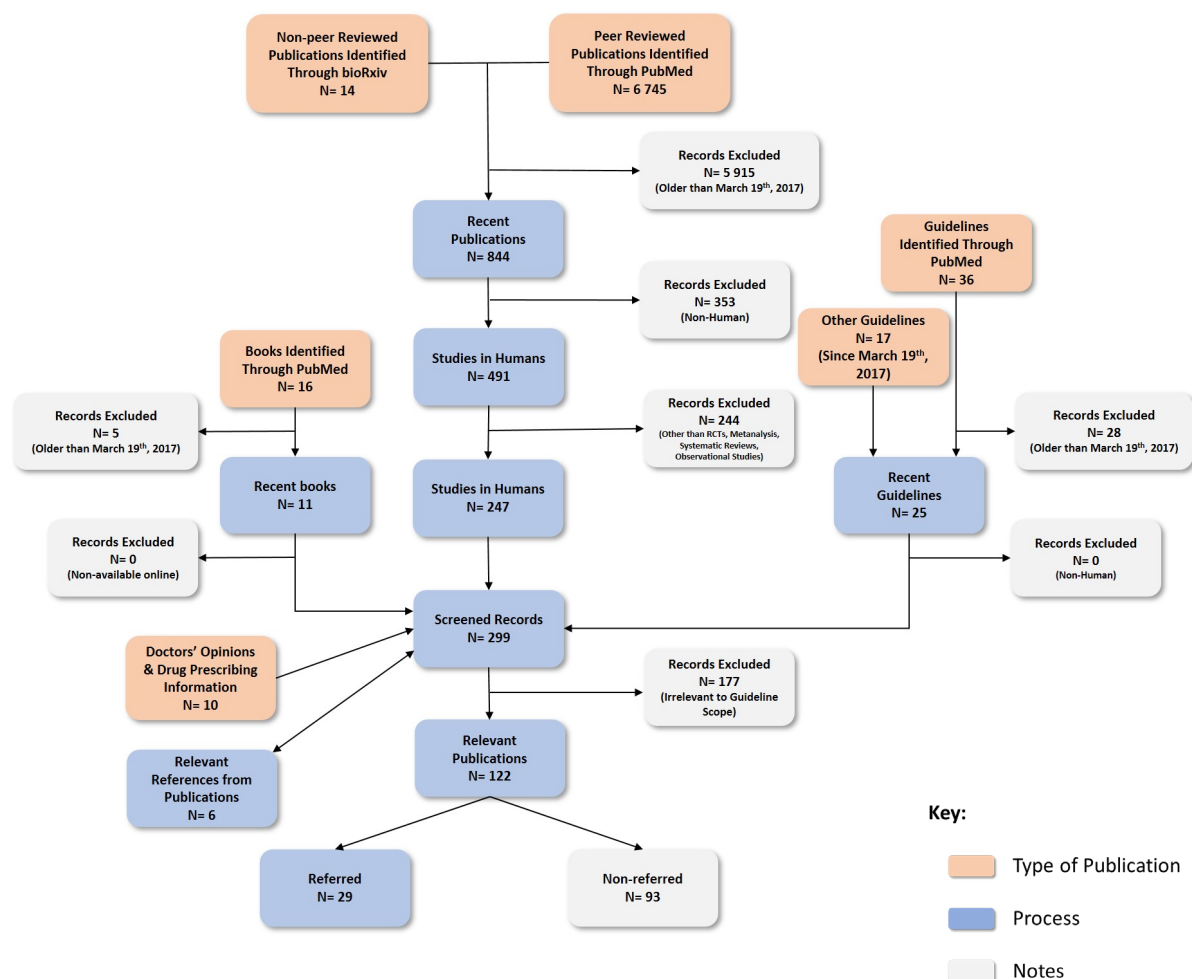 Non-peer Reviewed
Publications Identified
Through bioRxiv
N= 14
Peer Reviewed
Publications Identified
Through PubMed
N= 6 745
Records Excluded
N= 5 915
(Older than March 19th, 2017)
Recent
Publications
N= 844
Guidelines
Identified Through
PubMed
N= 36
Records Excluded
N= 353
(Non-Human)
Other Guidelines
N= 17
(Since March 19th,
2017)
Books Identified
Through PubMed
N= 16
Studies in Humans
N= 491
Records Excluded
N= 5
(Older than March 19th, 2017)
Records Excluded
N= 244
(Other than RCTs, Metanalysis,
Systematic Reviews,
Observational Studies)
Records Excluded
N= 28
(Older than March 19th, 2017)
Recent books
N= 11
Studies in Humans
N= 247
Recent
Guidelines
N= 25
Records Excluded
N= 0
(Non-available online)
Records Excluded
N= 0
(Non-Human)
Screened Records
N= 299
Doctors' Opinions
& Drug Prescribing
Information
N= 10
Records Excluded
N= 177
(Irrelevant to Guideline
Scope)
Relevant
References from
Publications
N= 6
Relevant
Publications
N= 122
Referred
N= 29
Non-referred
N= 93
Key:
Type of Publication
Process
Notes